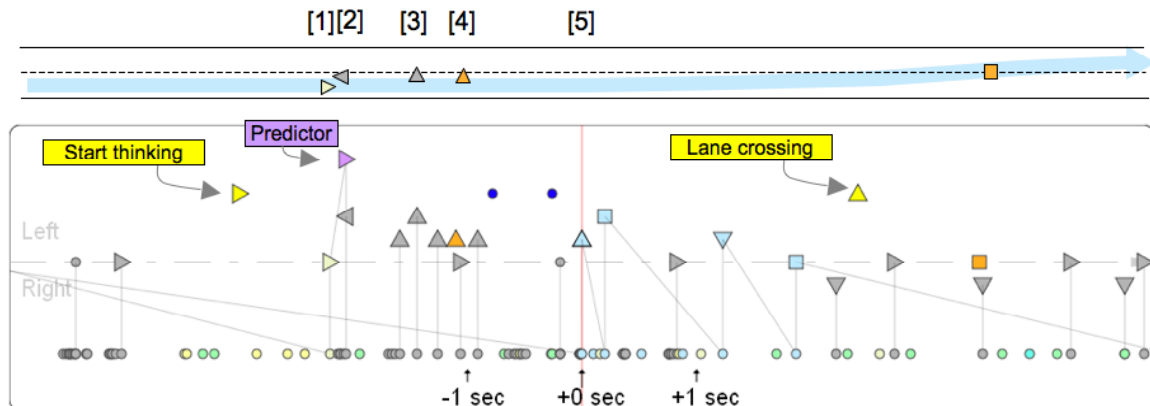 [1] [2] [3] [4] [5]
Predictor
Start thinking
Lane crossing
Left
Right
-1 sec +0 sec +1 sec